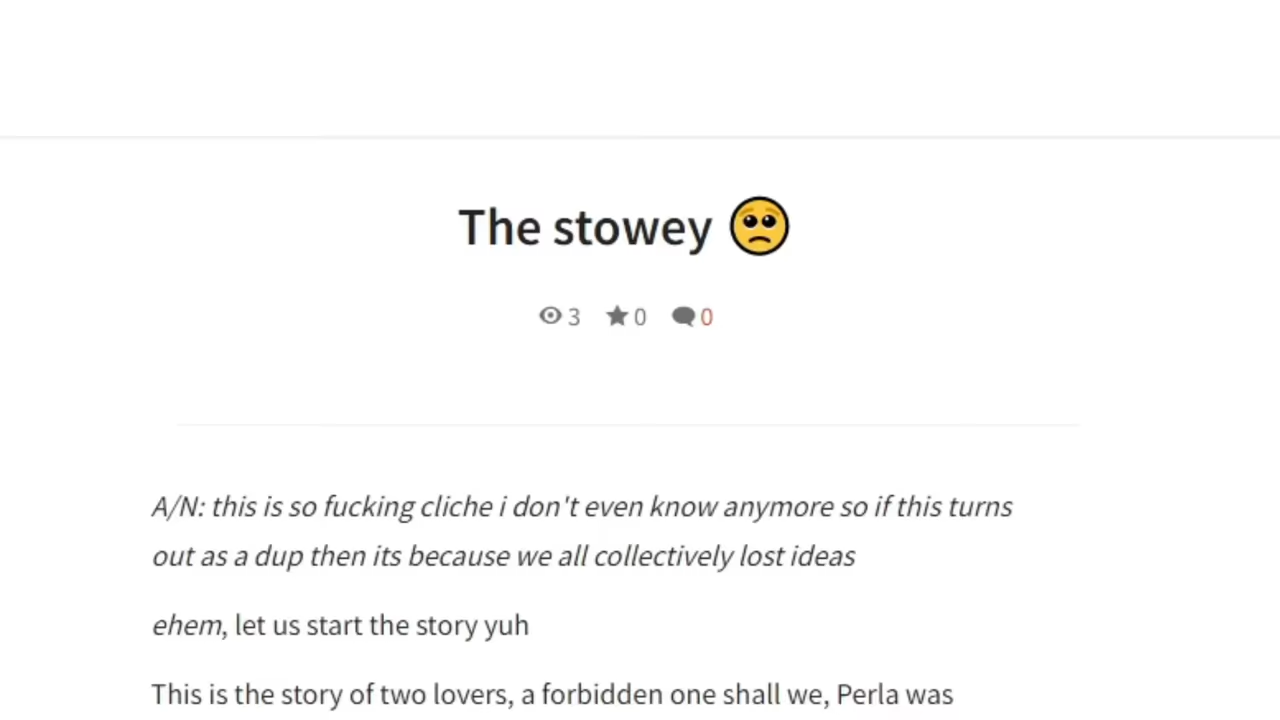 The stowey 🥺
3 0 0
A/N: this is so fucking cliche i don't even know anymore so if this turns
out as a dup then its because we all collectively lost ideas
ehem, let us start the story yuh
This is the story of two lovers, a forbidden one shall we, Perla was